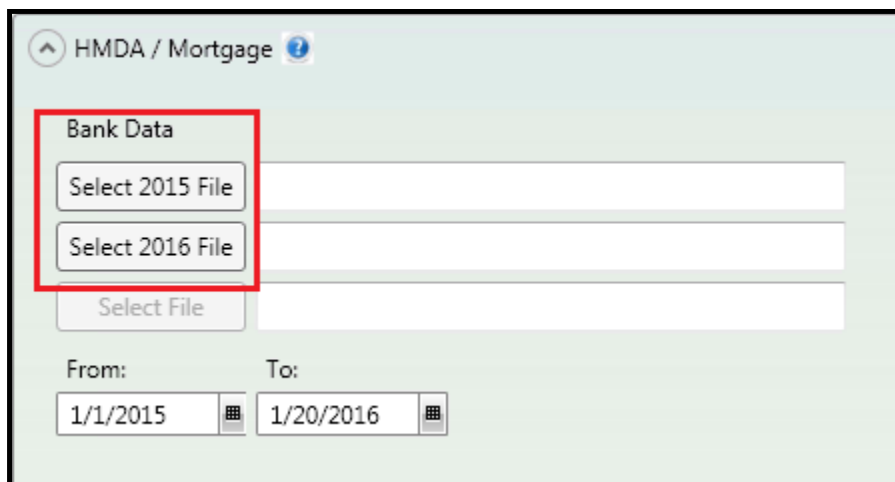 HMDA / Mortgage
Bank Data
Select 2015 File
Select 2016 File
Select File
From: To:
1/1/2015 1/20/2016